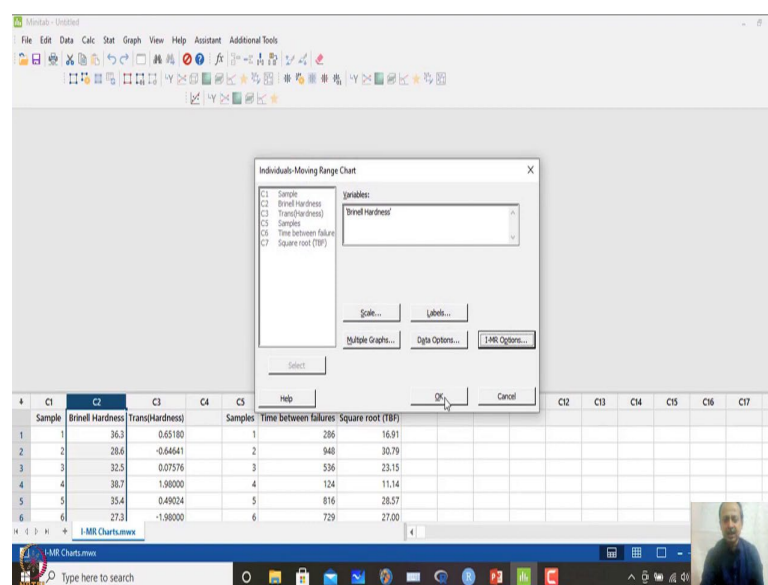 Minitab - Untitled
File Edit Data Calc Stat Graph View Help Assistant Additional Tools
Individuals-Moving Range Chart
C1 Sample
C2 Brinell Hardness
C3 Trans(Hardness)
C5 Samples
C6 Time between failure
C7 Square root (TBF)
Variables:
'Brinell Hardness'
Scale... Labels...
Multiple Graphs... Data Options... I-MR Options...
Select
Help OK Cancel
C1 C2 C3 C4 C5 C12 C13 C14 C15 C16 C17
Sample Brinell Hardness Trans(Hardness) Samples Time between failures Square root (TBF)
1 1 36.3 0.65180 1 286 16.91
2 2 28.6 -0.64641 2 948 30.79
3 3 32.5 0.07576 3 536 23.15
4 4 38.7 1.98000 4 124 11.14
5 5 35.4 0.49024 5 816 28.57
6 6 27.3 -1.98000 6 729 27.00
I-MR Charts.mwx
I-MR Charts.mwx
Type here to search